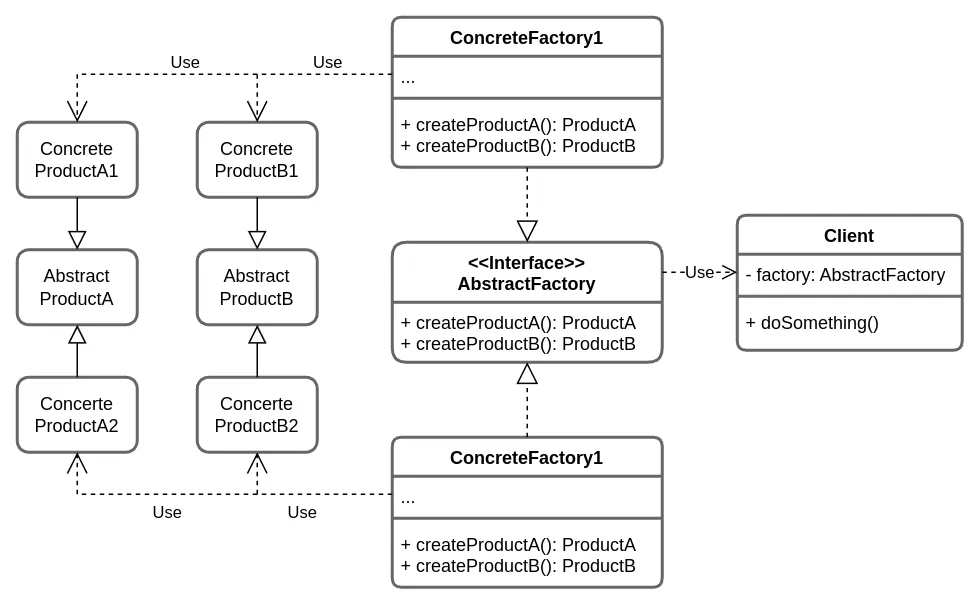 ConcreteFactory1
...
+ createProductA(): ProductA
+ createProductB(): ProductB
Use
Use
Concrete
ProductA1
Concrete
ProductB1
Abstract
ProductA
Abstract
ProductB
<<Interface>>
AbstractFactory
+ createProductA(): ProductA
+ createProductB(): ProductB
Use
Client
- factory: AbstractFactory
+ doSomething()
Concerte
ProductA2
Concerte
ProductB2
Use
Use
ConcreteFactory1
...
+ createProductA(): ProductA
+ createProductB(): ProductB